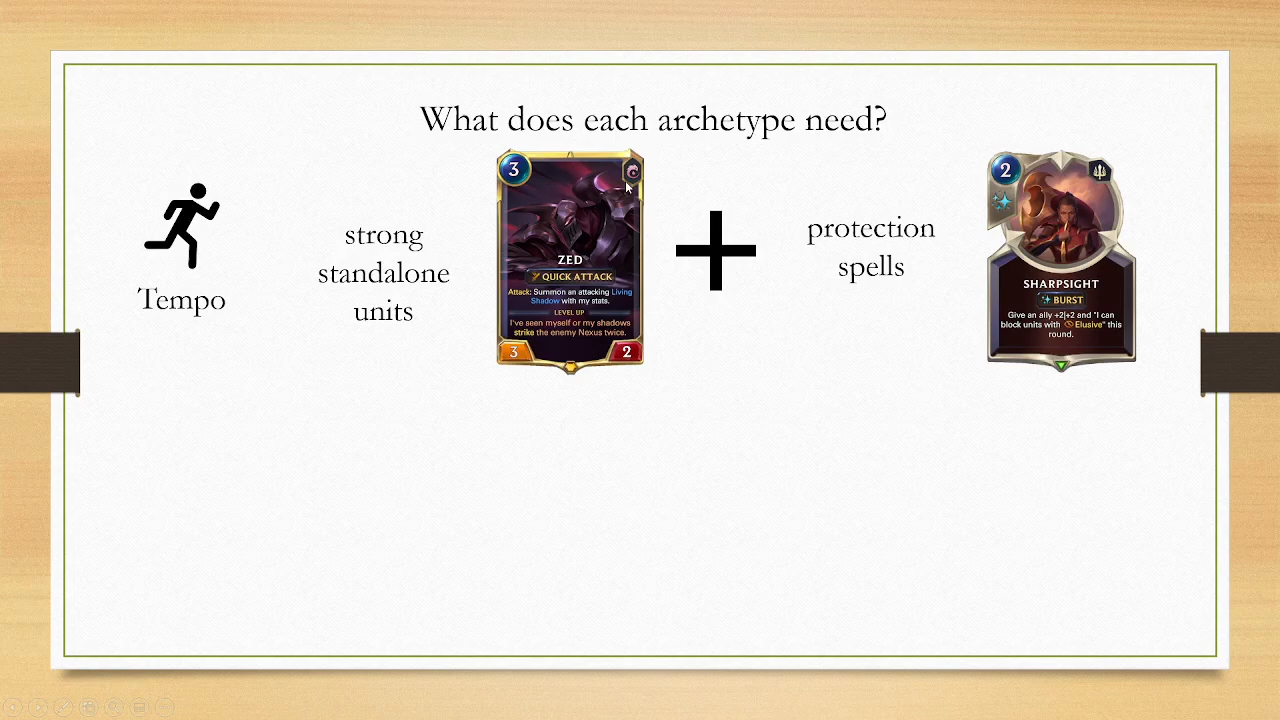 What does each archetype need?
Tempo
strong
standalone
units
3
ZED
QUICK ATTACK
Attack: Summon an attacking Living
Shadow with my stats.
LEVEL UP
I've seen myself or my shadows
strike the enemy Nexus twice.
3
2
protection
spells
2
SHARPSIGHT
BURST
Give an ally +2|+2 and "I can
block units with Elusive" this
round.